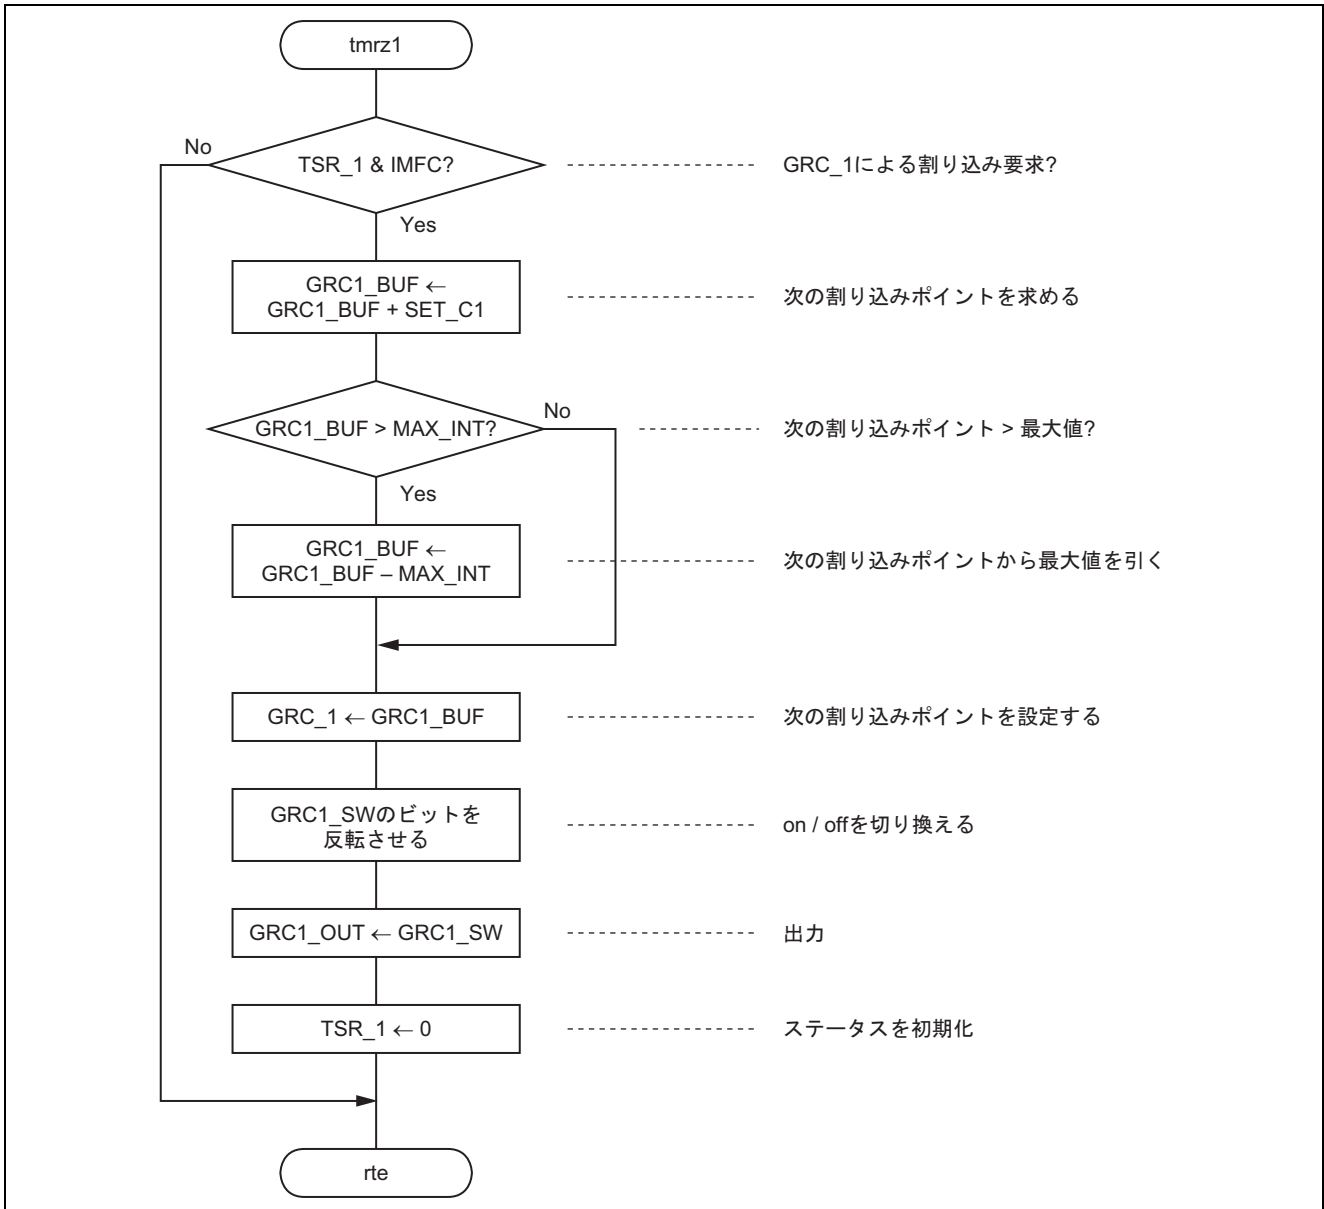 tmrz1
No
TSR_1 & IMFC?
GRC_1による割り込み要求?
Yes
GRC1_BUF ←
GRC1_BUF + SET_C1
次の割り込みポイントを求める
No
GRC1_BUF > MAX_INT?
次の割り込みポイント > 最大値?
Yes
GRC1_BUF ←
GRC1_BUF – MAX_INT
次の割り込みポイントから最大値を引く
GRC_1 ← GRC1_BUF
次の割り込みポイントを設定する
GRC1_SWのビットを
反転させる
on / offを切り換える
GRC1_OUT ← GRC1_SW
出力
TSR_1 ← 0
ステータスを初期化
rte